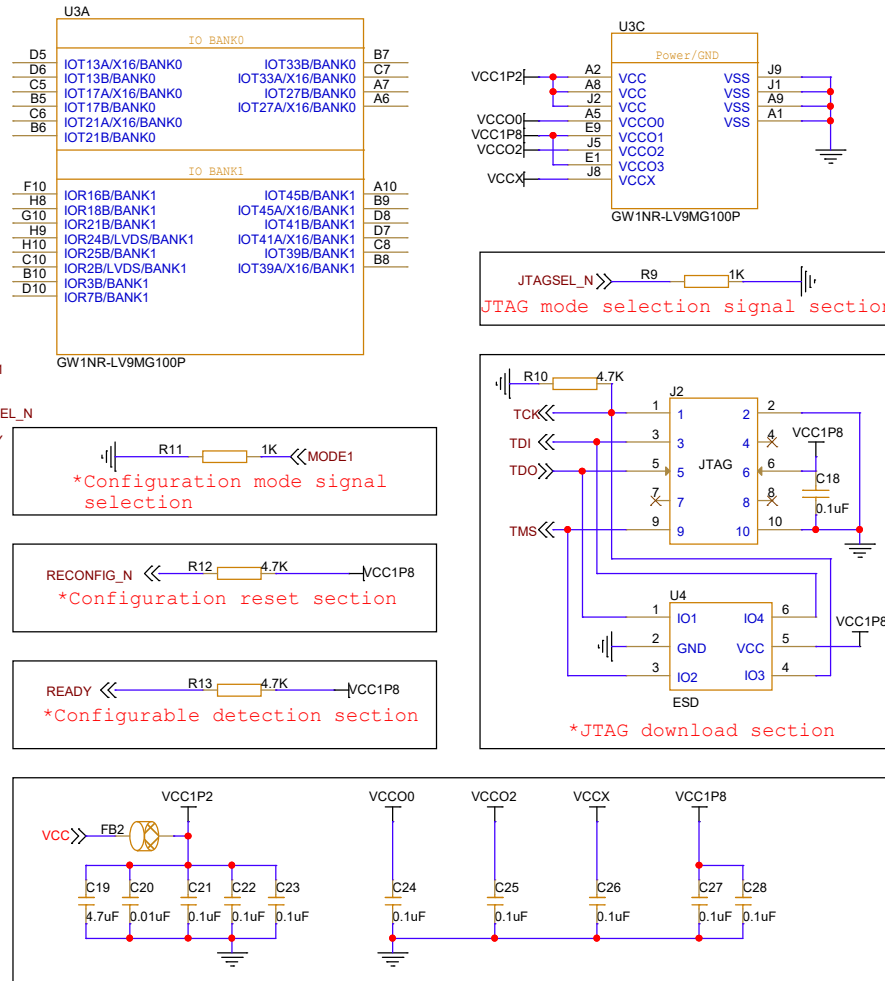 U3A
IO BANK0
D5 IOT13A/X16/BANK0 IOT33B/BANK0 B7
D6 IOT13B/BANK0 IOT33A/X16/BANK0 C7
C5 IOT17A/X16/BANK0 IOT27B/BANK0 A7
B5 IOT17B/BANK0 IOT27A/X16/BANK0 A6
C6 IOT21A/X16/BANK0
B6 IOT21B/BANK0
IO BANK1
F10 IOR16B/BANK1 IOT45B/BANK1 A10
H8 IOR18B/BANK1 IOT45A/X16/BANK1 B9
G10 IOR21B/BANK1 IOT41B/BANK1 D8
H9 IOR24B/LVDS/BANK1 IOT41A/X16/BANK1 D7
H10 IOR25B/BANK1 IOT39B/BANK1 C8
C10 IOR2B/LVDS/BANK1 IOT39A/X16/BANK1 B8
B10 IOR3B/BANK1
D10 IOR7B/BANK1
GW1NR-LV9MG100P
U3C
Power/GND
VCC1P2 A2 VCC VSS J9
A8 VCC VSS J1
J2 VCC VSS A9
VCCO0 A5 VCCO0 VSS A1
VCC1P8 E9 VCCO1
VCCO2 J5 VCCO2
E1 VCCO3
VCCX J8 VCCX
GW1NR-LV9MG100P
JTAGSEL_N R9 1K
JTAG mode selection signal section
EL_N
R11 1K MODE1
*Configuration mode signal
selection
RECONFIG_N R12 4.7K VCC1P8
*Configuration reset section
READY R13 4.7K VCC1P8
*Configurable detection section
R10 4.7K
J2
TCK 1 1 2 2
TDI 3 3 4 4 VCC1P8
TDO 5 5 JTAG 6 6
7 7 8 8 C18
0.1uF
TMS 9 9 10 10
U4
1 IO1 IO4 6
VCC1P8
2 GND VCC 5
3 IO2 IO3 4
ESD
*JTAG download section
VCC1P2 VCCO0 VCCO2 VCCX VCC1P8
VCC FB2
C19 C20 C21 C22 C23 C24 C25 C26 C27 C28
4.7uF 0.01uF 0.1uF 0.1uF 0.1uF 0.1uF 0.1uF 0.1uF 0.1uF 0.1uF